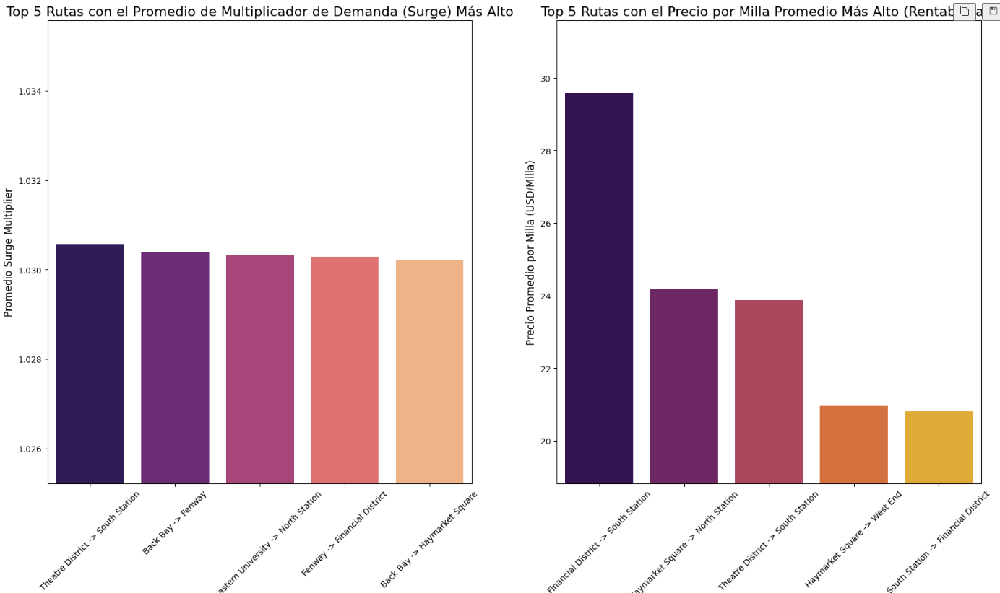 Top 5 Rutas con el Promedio de Multiplicador de Demanda (Surge) Más Alto
Promedio Surge Multiplier
1.034
1.032
1.030
1.028
1.026
Theatre District -> South Station
Back Bay -> Fenway
astern University -> North Station
Fenway -> Financial District
Back Bay -> Haymarket Square
Top 5 Rutas con el Precio por Milla Promedio Más Alto
Precio Promedio por Milla (USD/Milla)
30
28
26
24
22
20
Financial District -> South Station
aymarket Square -> North Station
Theatre District -> South Station
Haymarket Square -> West End
South Station -> Financial District